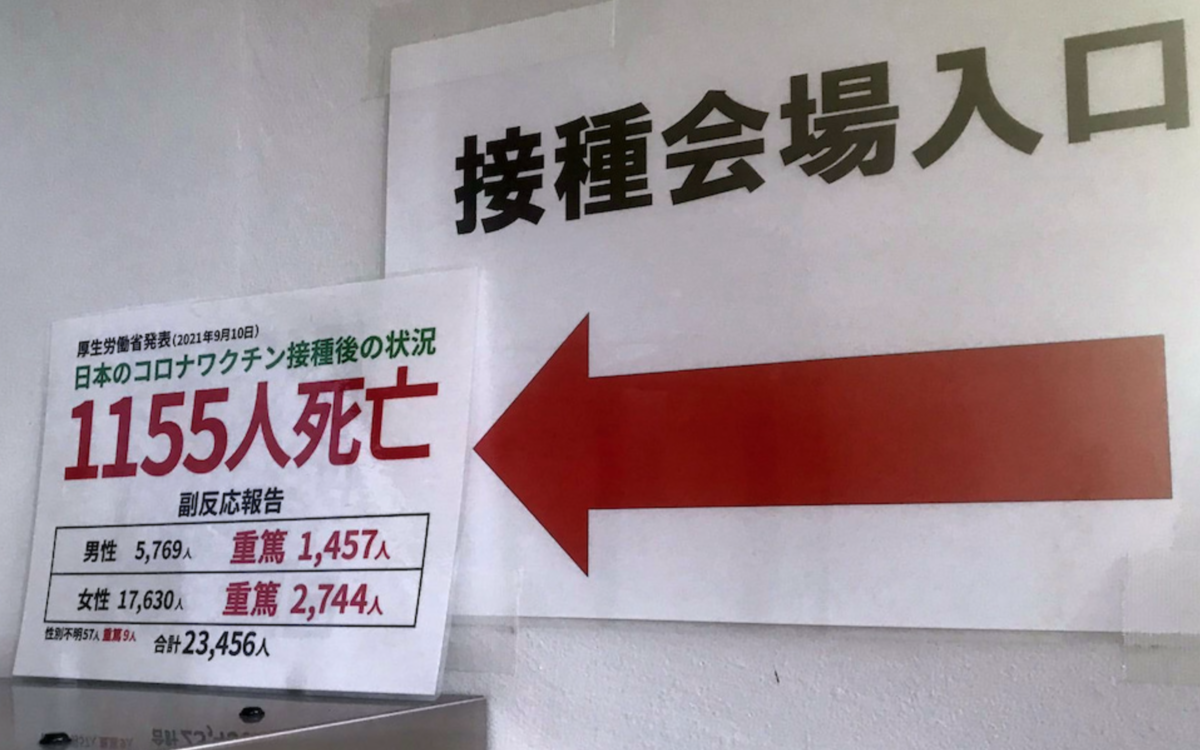 接種会場入口
厚生労働省発表(2021年9月10日)
日本のコロナワクチン接種後の状況
1155人死亡
副反応報告
男性 5,769人 重篤 1,457人
女性 17,630人 重篤 2,744人
性別不明57人 重篤9人 合計23,456人